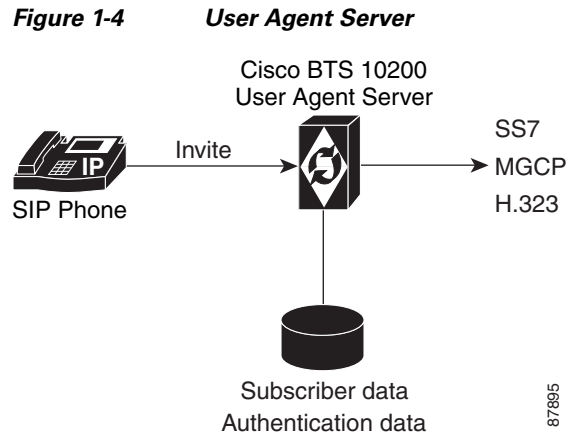 Figure 1-4 User Agent Server
Cisco BTS 10200
User Agent Server
Invite
IP
SIP Phone
SS7
MGCP
H.323
Subscriber data
Authentication data
87895